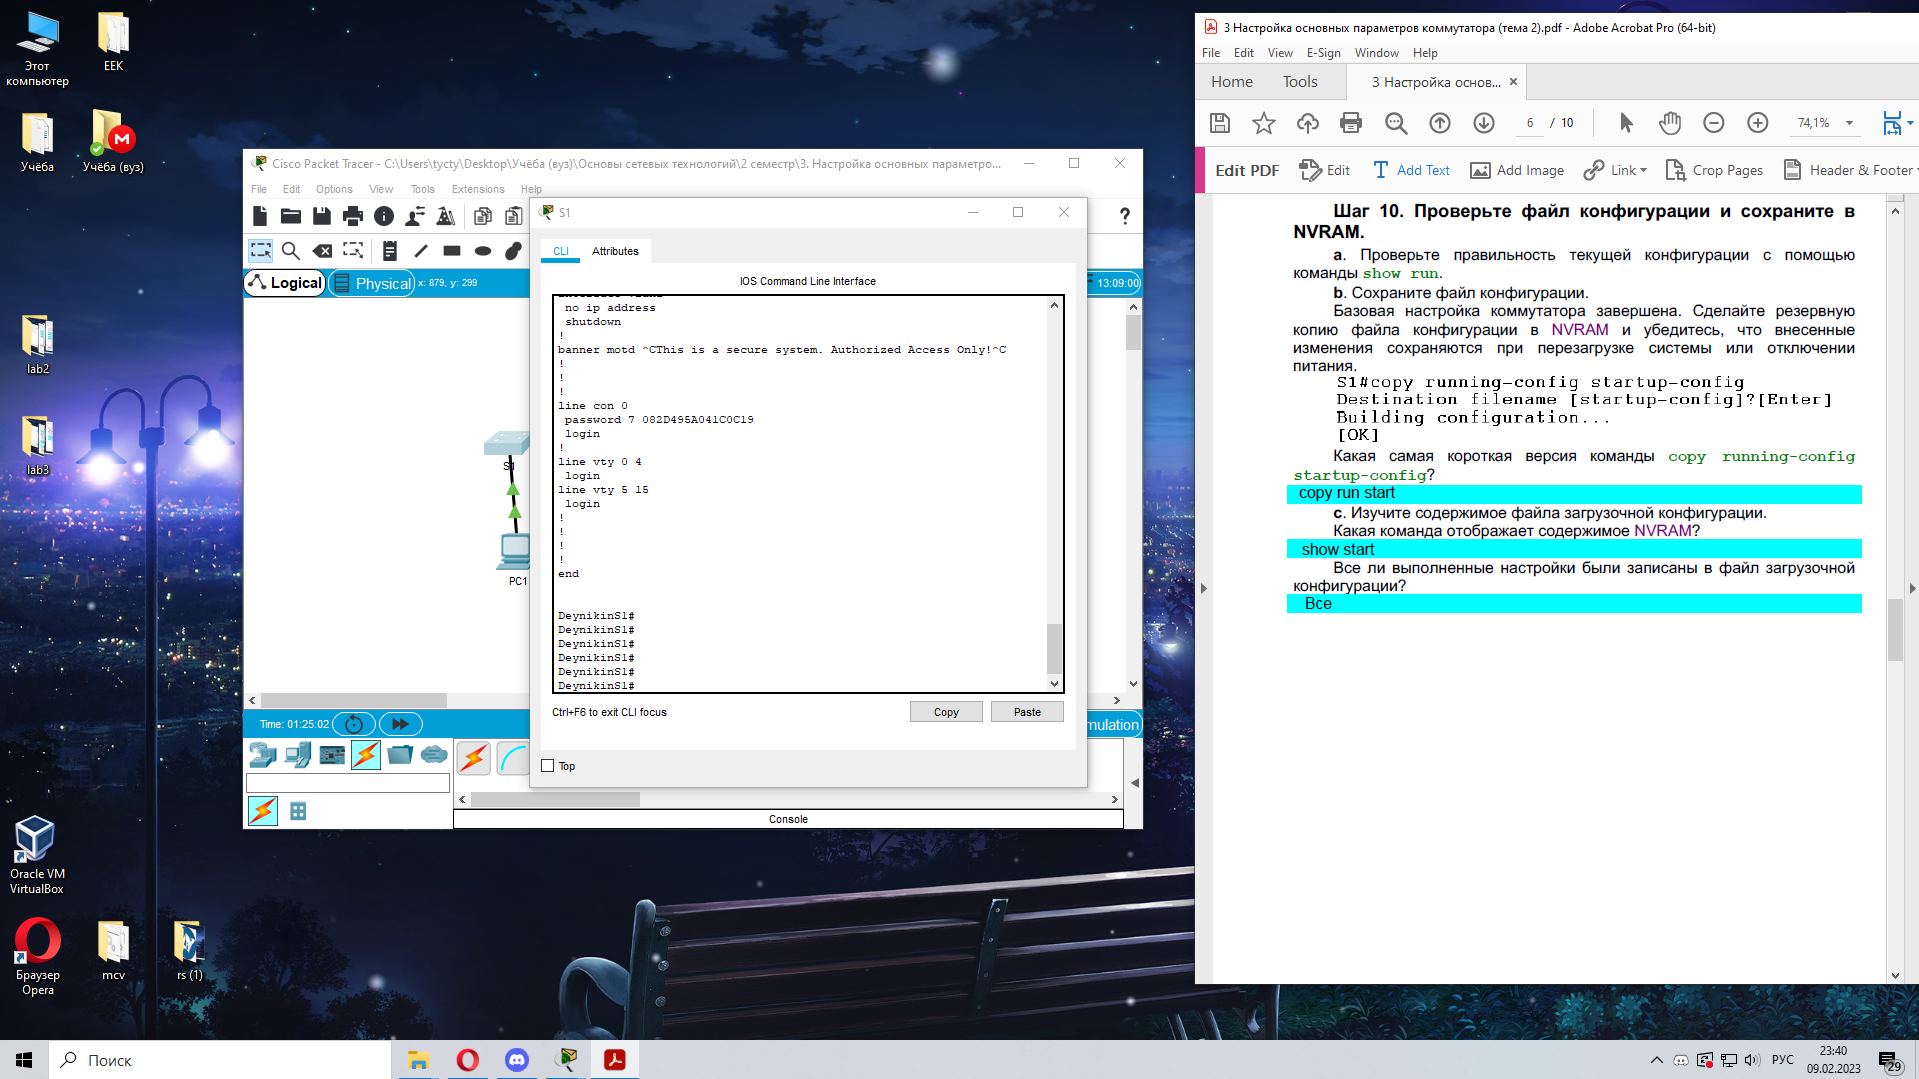 Этот компьютер
EEK
Учёба
Учёба (вуз)
lab2
lab3
Oracle VM VirtualBox
Браузер Opera
mcv
rs (1)
Cisco Packet Tracer - C:\Users\tycty\Desktop\Учёба (вуз)\Основы сетевых технологий\2 семестр\3. Настройка основных параметро...
File Edit Options View Tools Extensions Help
Logical
Physical
x: 879, y: 299
13:09:00
S1
PC1
Time: 01:25:02
mulation
Console
S1
CLI
Attributes
IOS Command Line Interface
no ip address
shutdown
!
banner motd ^CThis is a secure system. Authorized Access Only!^C
!
!
!
line con 0
password 7 082D495A041C0C19
login
!
line vty 0 4
login
line vty 5 15
login
!
!
!
!
end
DeynikinS1#
DeynikinS1#
DeynikinS1#
DeynikinS1#
DeynikinS1#
DeynikinS1#
Ctrl+F6 to exit CLI focus
Copy
Paste
Top
3 Настройка основных параметров коммутатора (тема 2).pdf - Adobe Acrobat Pro (64-bit)
File Edit View E-Sign Window Help
Home
Tools
3 Настройка основ...
6 / 10
74,1%
Edit PDF
Edit
Add Text
Add Image
Link
Crop Pages
Header & Footer
Шаг 10. Проверьте файл конфигурации и сохраните в
NVRAM.
a. Проверьте правильность текущей конфигурации с помощью
команды show run.
b. Сохраните файл конфигурации.
Базовая настройка коммутатора завершена. Сделайте резервную
копию файла конфигурации в NVRAM и убедитесь, что внесенные
изменения сохраняются при перезагрузке системы или отключении
питания.
S1#copy running-config startup-config
Destination filename [startup-config]?[Enter]
Building configuration...
[OK]
Какая самая короткая версия команды copy running-config
startup-config?
copy run start
c. Изучите содержимое файла загрузочной конфигурации.
Какая команда отображает содержимое NVRAM?
show start
Все ли выполненные настройки были записаны в файл загрузочной
конфигурации?
Все
Поиск
РУС
23:40
09.02.2023
29